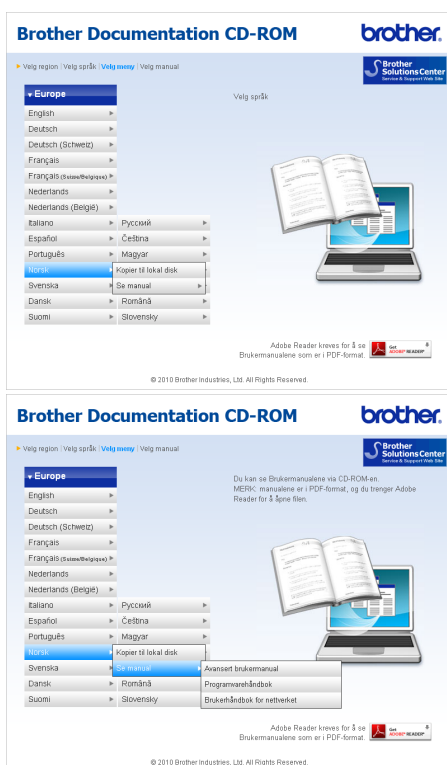 Brother Documentation CD-ROM
brother.
Velg region | Velg språk | Velg meny | Velg manual
Brother
Solutions Center
Service & Support Web Site
Europe
Velg språk
English
Deutsch
Deutsch (Schweiz)
Français
Français (Suisse/Belgique)
Nederlands
Nederlands (België)
Italiano
Русский
Español
Čeština
Português
Magyar
Norsk
Kopier til lokal disk
Svenska
Se manual
Dansk
Română
Suomi
Slovensky
Adobe Reader kreves for å se
Brukermanualene som er i PDF-format.
Get
ADOBE® READER®
© 2010 Brother Industries, Ltd. All Rights Reserved.
Brother Documentation CD-ROM
brother.
Velg region | Velg språk | Velg meny | Velg manual
Brother
Solutions Center
Service & Support Web Site
Europe
Du kan se Brukermanualene via CD-ROM-en.
MERK: manualene er i PDF-format, og du trenger Adobe
Reader for å åpne filen.
English
Deutsch
Deutsch (Schweiz)
Français
Français (Suisse/Belgique)
Nederlands
Nederlands (België)
Italiano
Русский
Español
Čeština
Português
Magyar
Norsk
Kopier til lokal disk
Svenska
Se manual
Avansert brukermanual
Dansk
Română
Programvarehåndbok
Suomi
Slovensky
Brukerhåndbok for nettverket
Adobe Reader kreves for å se
Brukermanualene som er i PDF-format.
Get
ADOBE® READER®
© 2010 Brother Industries, Ltd. All Rights Reserved.